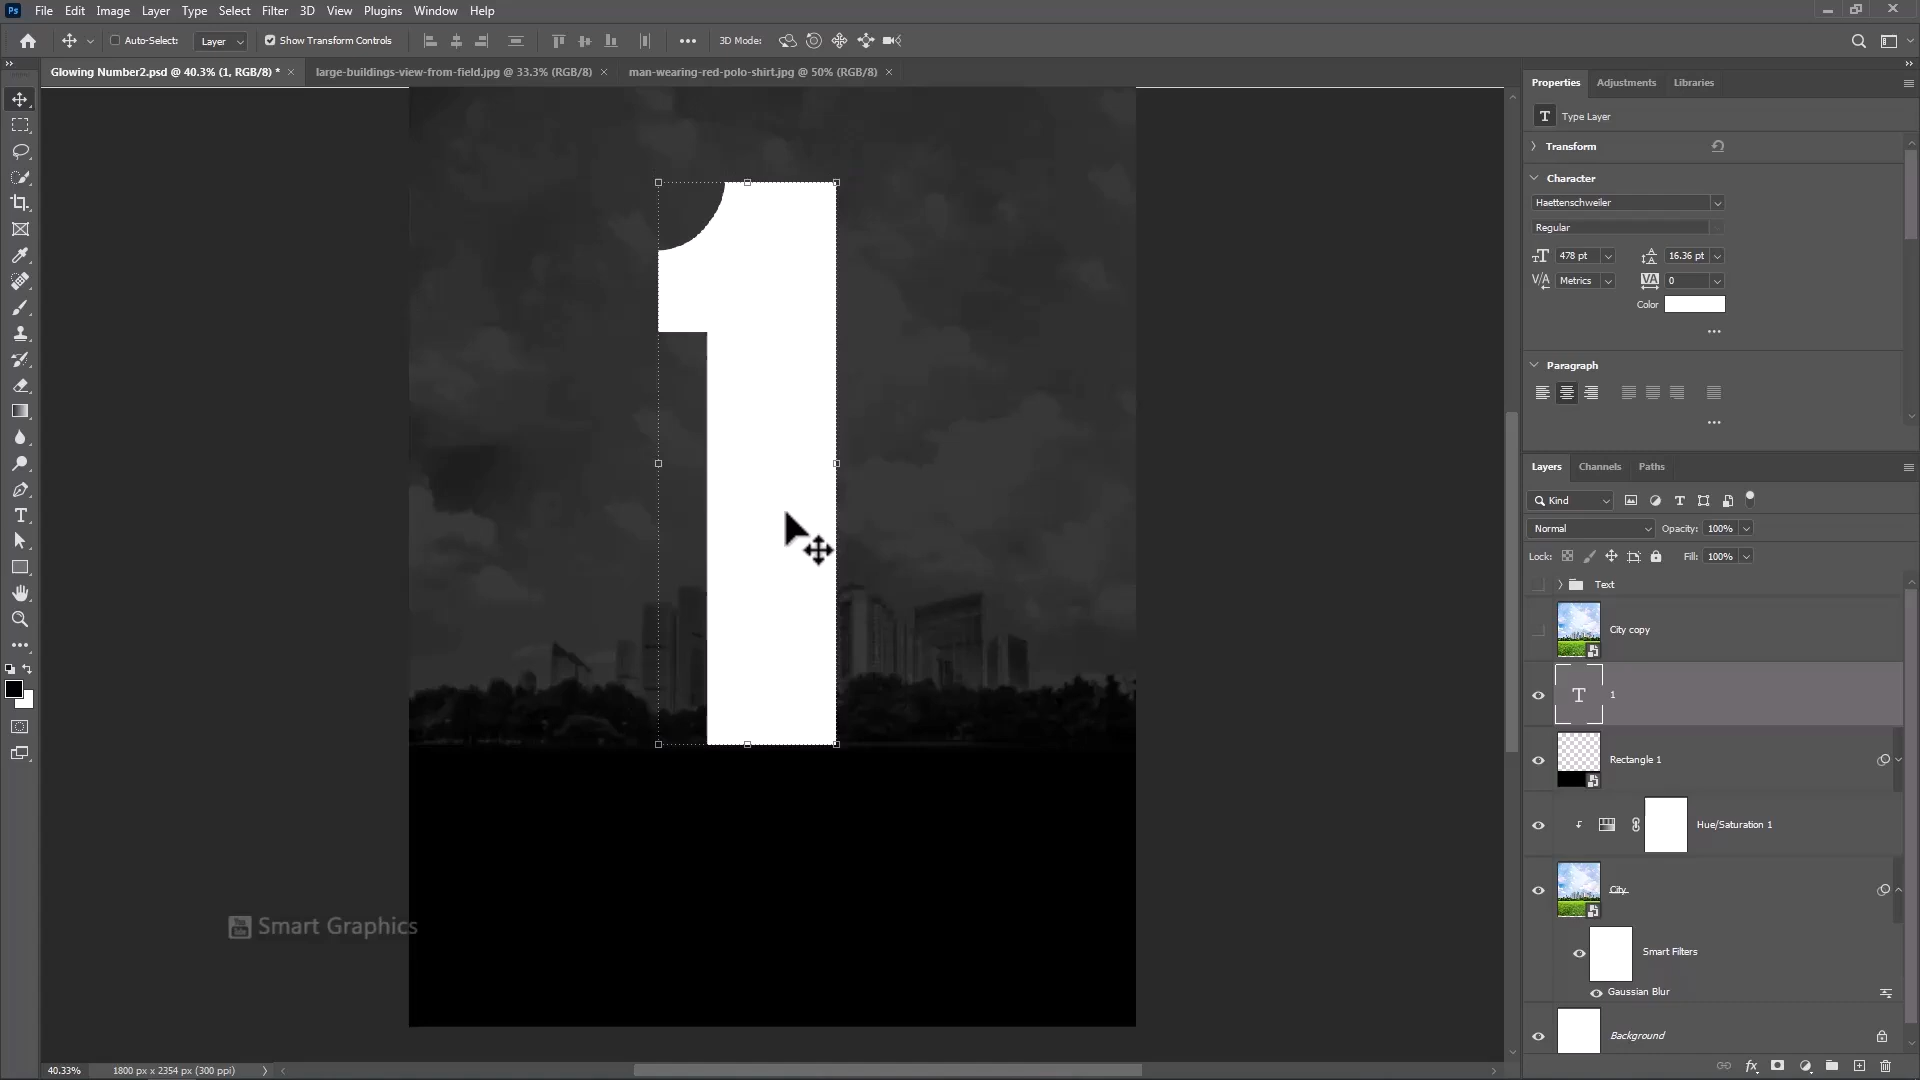 Ps File Edit Image Layer Type Select Filter 3D View Plugins Window Help
Auto-Select: Layer Show Transform Controls 3D Mode:
Glowing Number2.psd @ 40.3% (1, RGB/8) * × large-buildings-view-from-field.jpg @ 33.3% (RGB/8) × man-wearing-red-polo-shirt.jpg @ 50% (RGB/8) ×
Properties Adjustments Libraries
T Type Layer
Transform
Character
Haettenschweiler
Regular
478 pt 16.36 pt
Metrics 0
Color
Paragraph
1
Layers Channels Paths
Kind
Normal Opacity: 100%
Lock: Fill: 100%
Text
City copy
T 1
Rectangle 1
Hue/Saturation 1
City
Smart Filters
Gaussian Blur
Background
You Tube Smart Graphics
40.33% 1800 px x 2354 px (300 ppi)